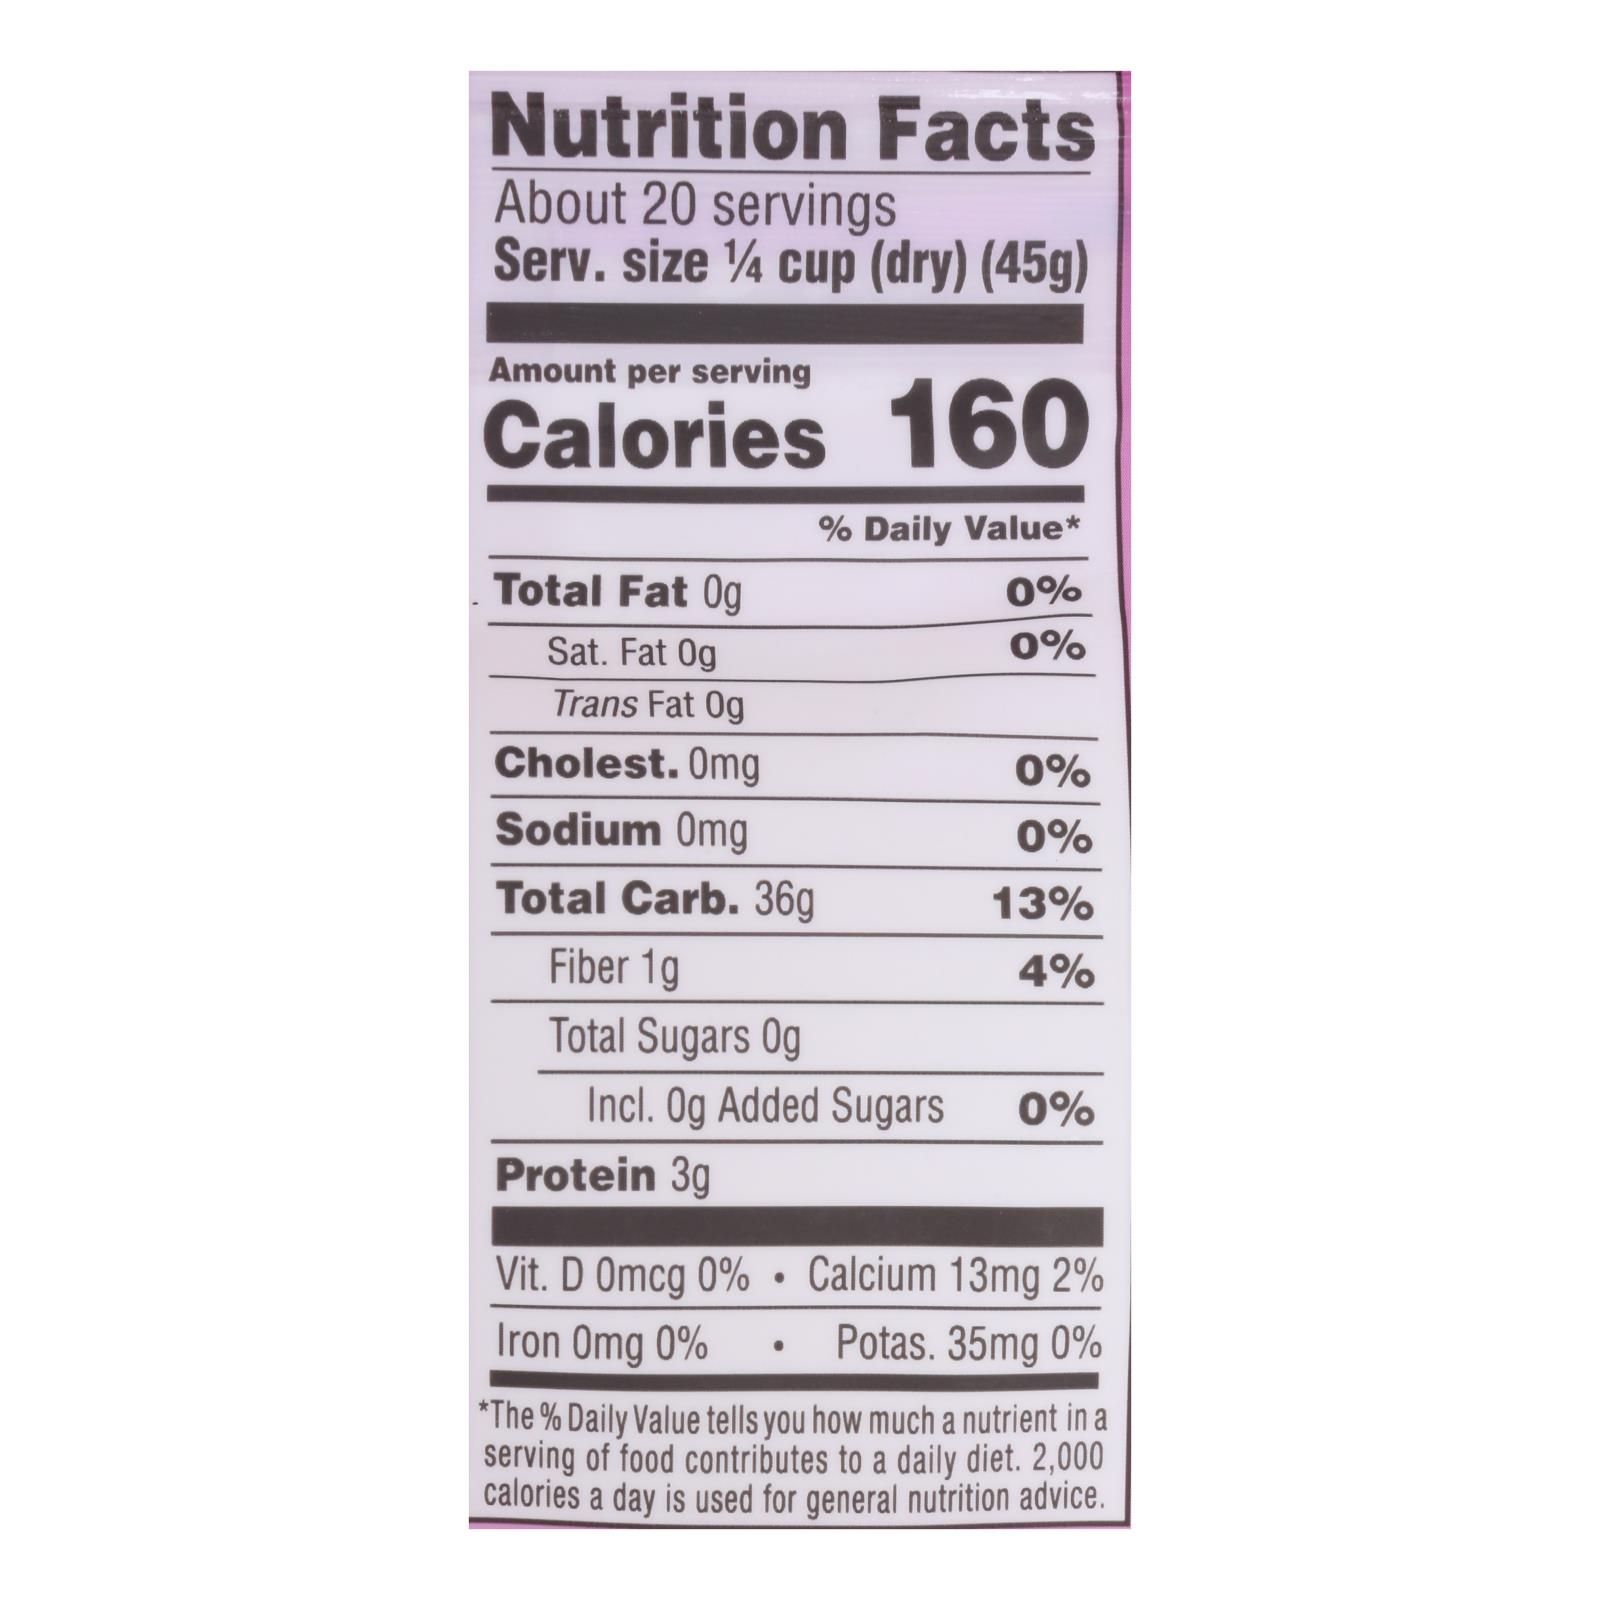 Nutrition Facts
About 20 servings
Serv. size ¼ cup (dry) (45g)
Amount per serving
Calories 160
% Daily Value*
Total Fat 0g 0%
Sat. Fat 0g 0%
Trans Fat 0g
Cholest. 0mg 0%
Sodium 0mg 0%
Total Carb. 36g 13%
Fiber 1g 4%
Total Sugars 0g
Incl. 0g Added Sugars 0%
Protein 3g
Vit. D 0mcg 0% • Calcium 13mg 2%
Iron 0mg 0% • Potas. 35mg 0%
*The % Daily Value tells you how much a nutrient in a
serving of food contributes to a daily diet. 2,000
calories a day is used for general nutrition advice.